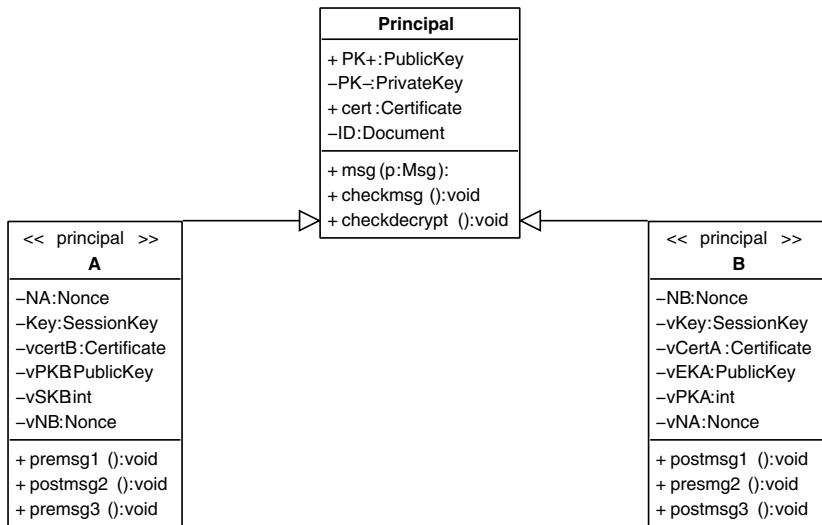 Principal
+ PK+:PublicKey
–PK–:PrivateKey
+ cert :Certificate
–ID:Document
+ msg (p:Msg):
+ checkmsg ():void
+ checkdecrypt ():void
<< principal >>
A
–NA:Nonce
–Key:SessionKey
–vcertB:Certificate
–vPKB:PublicKey
–vSKB:int
–vNB:Nonce
+ premsg1 ():void
+ postmsg2 ():void
+ premsg3 ():void
<< principal >>
B
–NB:Nonce
–vKey:SessionKey
–vCertA :Certificate
–vEKA:PublicKey
–vPKA:int
–vNA:Nonce
+ postmsg1 ():void
+ presmg2 ():void
+ postmsg3 ():void